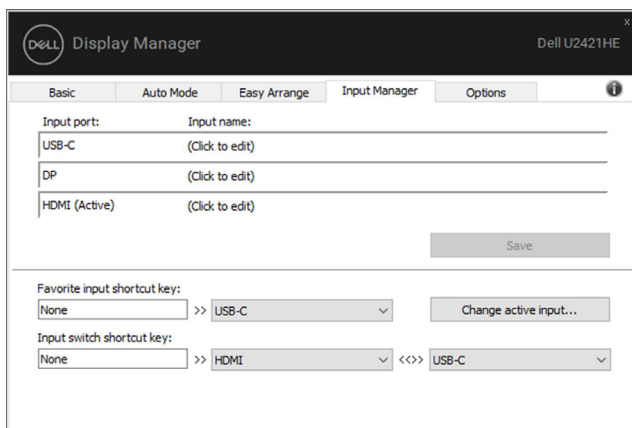 x
DELL Display Manager Dell U2421HE
Basic Auto Mode Easy Arrange Input Manager Options i
Input port: Input name:
USB-C (Click to edit)
DP (Click to edit)
HDMI (Active) (Click to edit)
Save
Favorite input shortcut key:
None >> USB-C Change active input...
Input switch shortcut key:
None >> HDMI <<>> USB-C